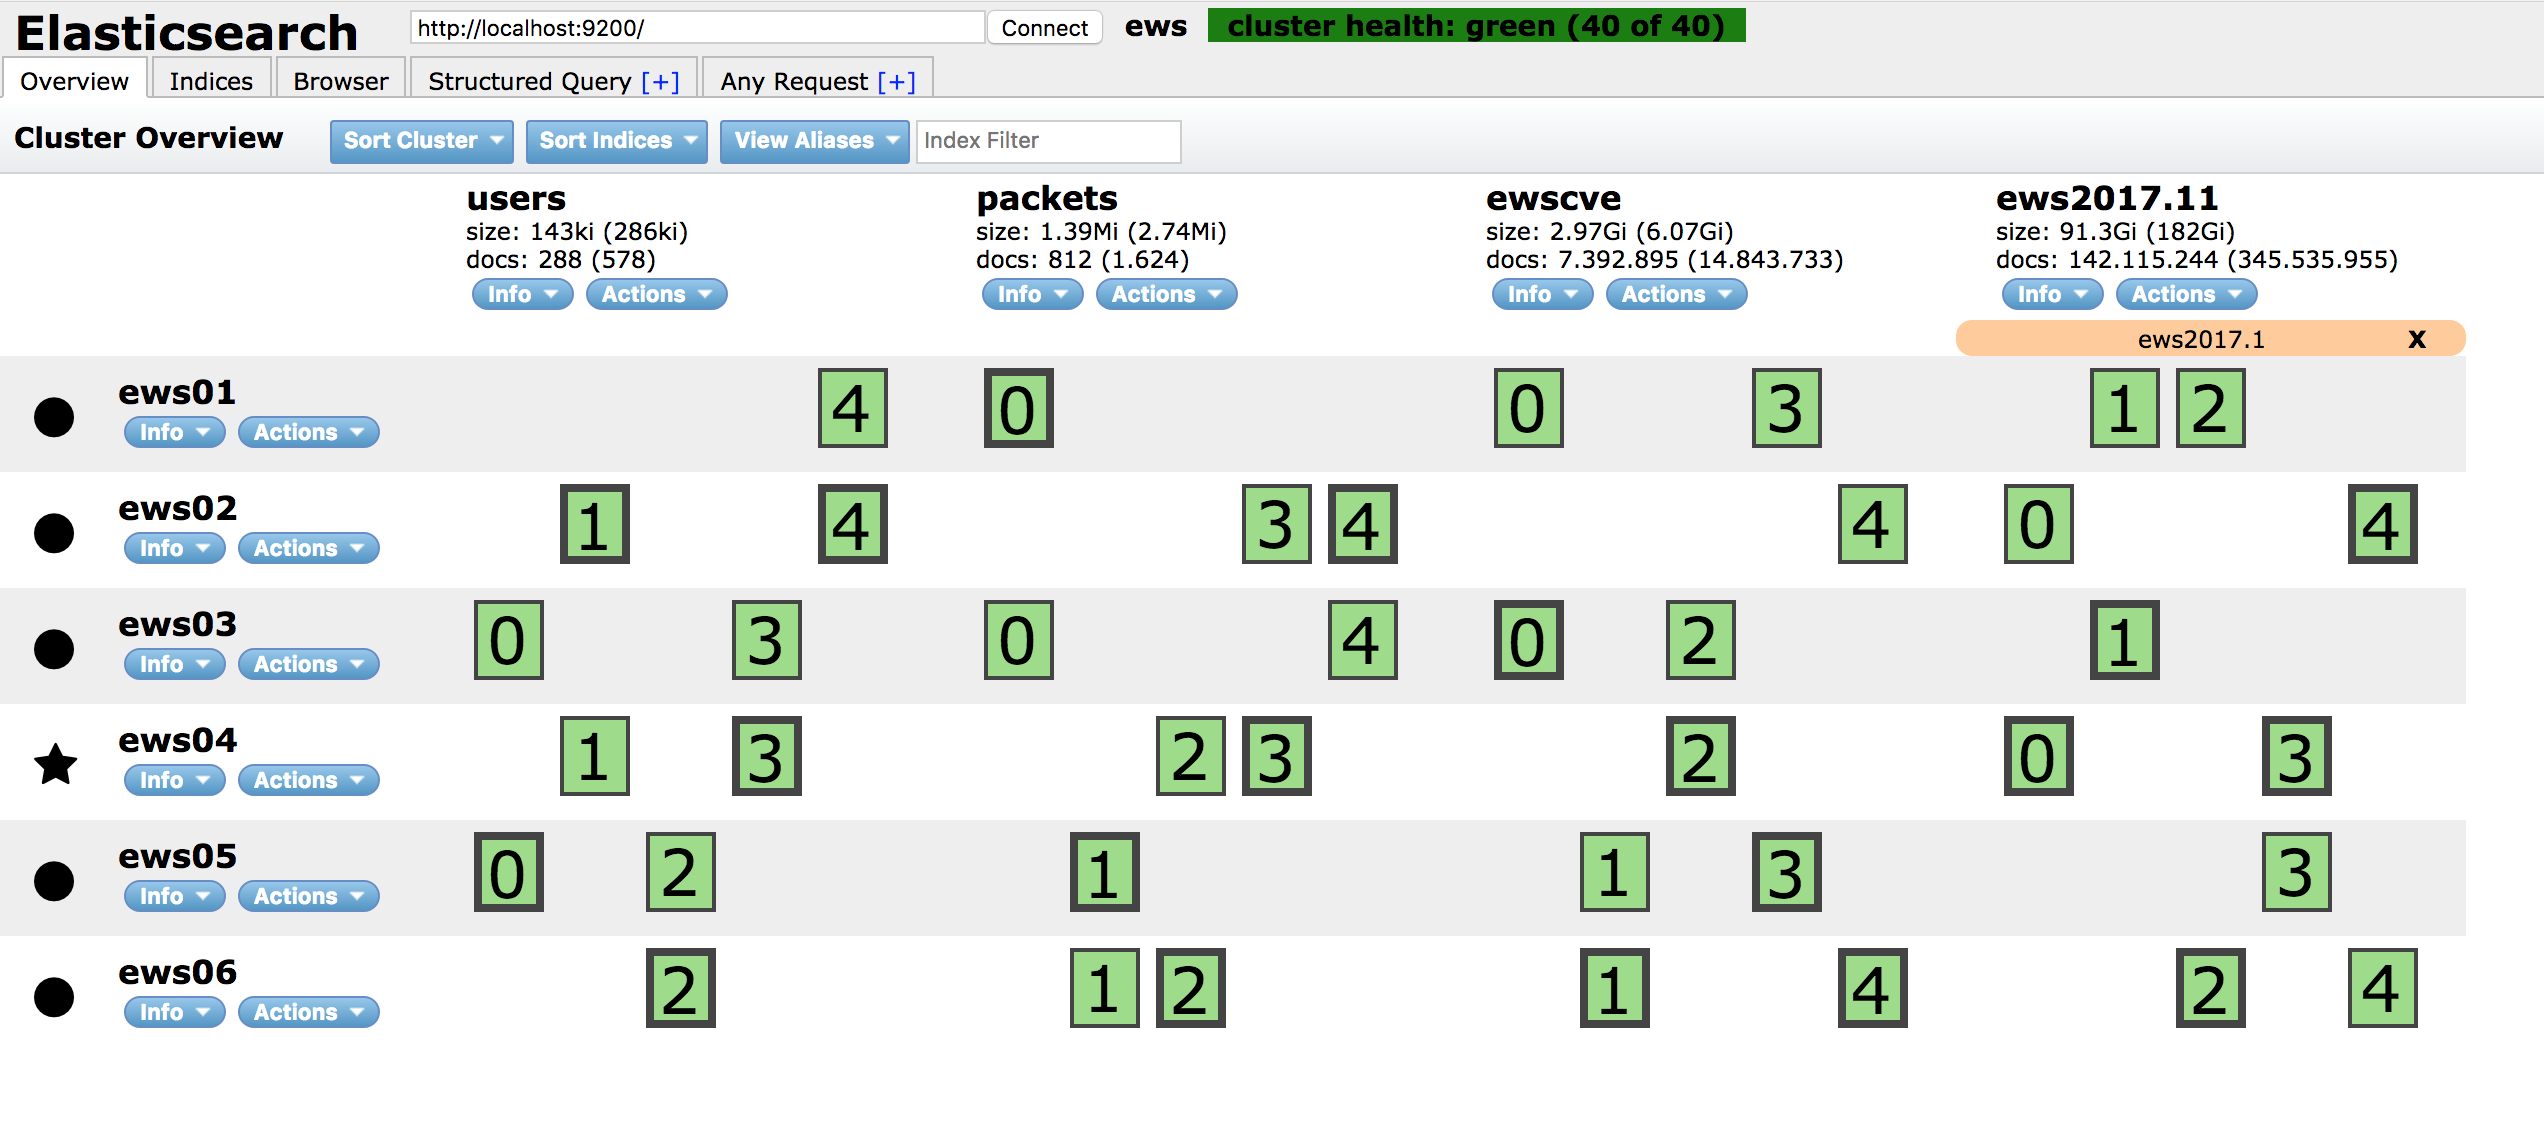 Elasticsearch http://localhost:9200/ Connect ews cluster health: green (40 of 40)
Overview Indices Browser Structured Query [+] Any Request [+]
Cluster Overview Sort Cluster Sort Indices View Aliases Index Filter
users packets ewscve ews2017.11
size: 143ki (286ki) size: 1.39Mi (2.74Mi) size: 2.97Gi (6.07Gi) size: 91.3Gi (182Gi)
docs: 288 (578) docs: 812 (1.624) docs: 7.392.895 (14.843.733) docs: 142.115.244 (345.535.955)
Info Actions Info Actions Info Actions Info Actions
ews2017.1 X
ews01 4 0 0 3 1 2
Info Actions
ews02 1 4 3 4 4 0 4
Info Actions
ews03 0 3 0 4 0 2 1
Info Actions
ews04 1 3 2 3 2 0 3
Info Actions
ews05 0 2 1 1 3 3
Info Actions
ews06 2 1 2 1 4 2 4
Info Actions